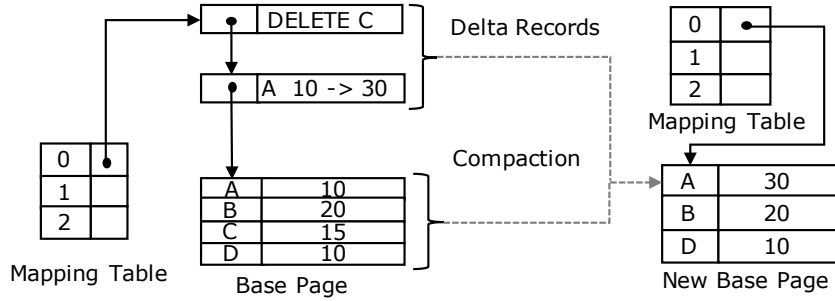 DELETE C
Delta Records
A 10 -> 30
0
1
2
Mapping Table
A 10
B 20
C 15
D 10
Base Page
Compaction
0
1
2
Mapping Table
A 30
B 20
D 10
New Base Page